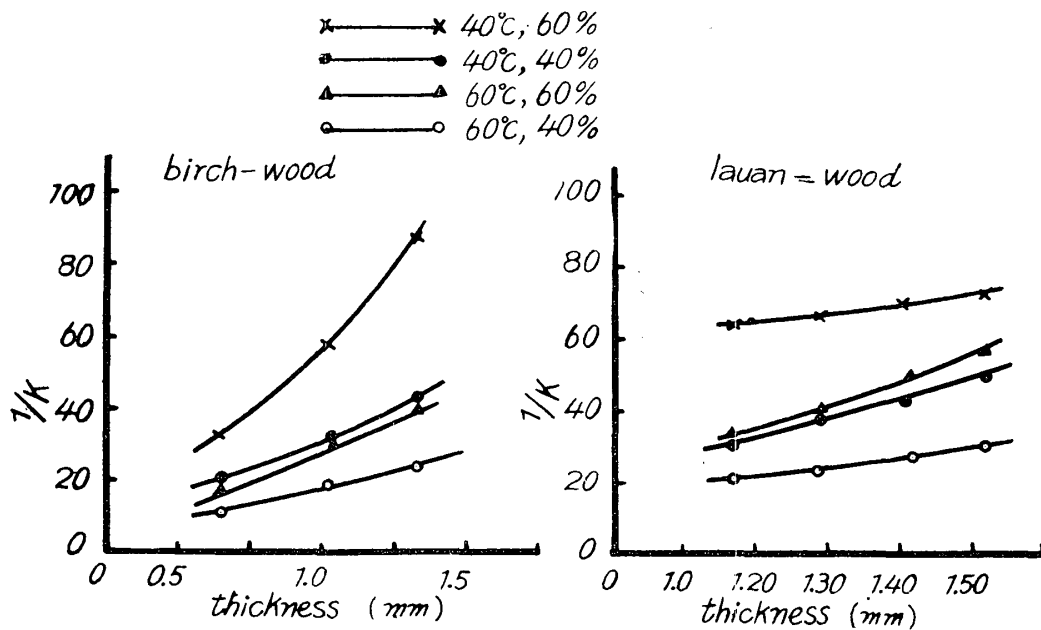 40°C, 60%
40°C, 40%
60°C, 60%
60°C, 40%
birch-wood
100
80
60
40
20
0
1/K
0 0.5 1.0 1.5
thickness (mm)
lauan=wood
100
80
60
40
20
0
1/K
0 1.0 1.20 1.30 1.40 1.50
thickness (mm)